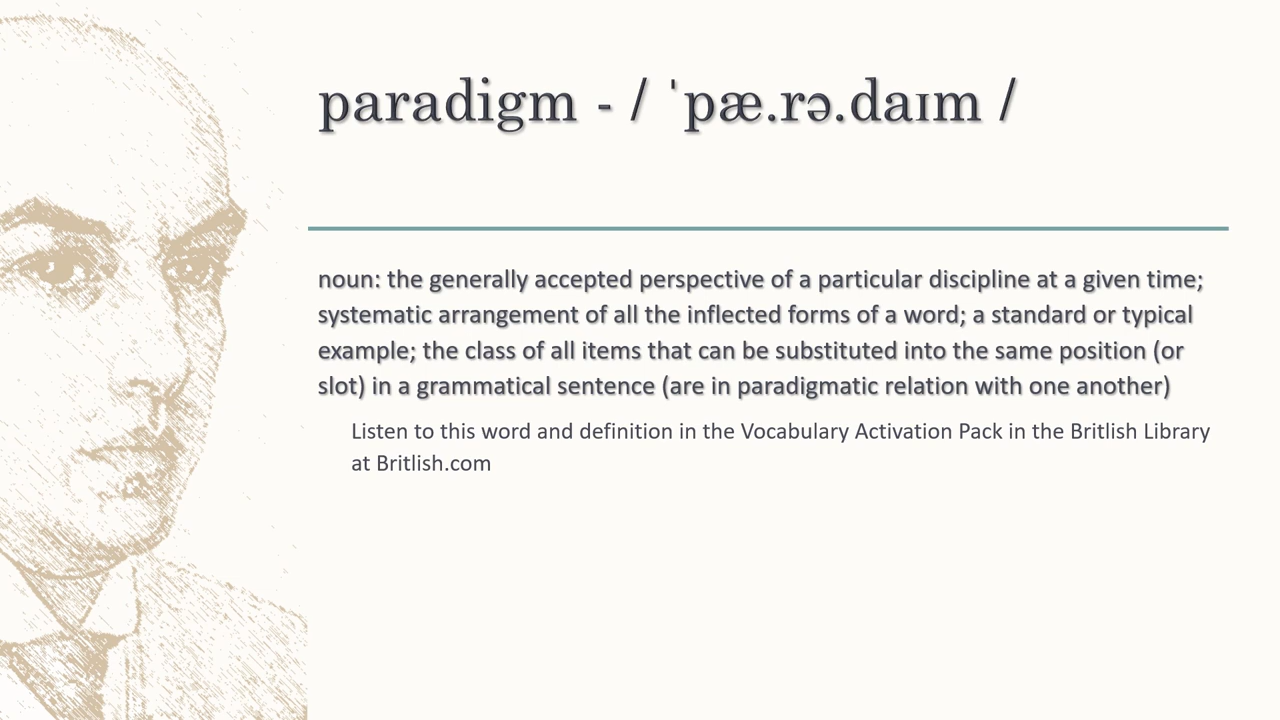 paradigm - / ˈpæ.rə.daɪm /
noun: the generally accepted perspective of a particular discipline at a given time;
systematic arrangement of all the inflected forms of a word; a standard or typical
example; the class of all items that can be substituted into the same position (or
slot) in a grammatical sentence (are in paradigmatic relation with one another)
Listen to this word and definition in the Vocabulary Activation Pack in the Britlish Library
at Britlish.com